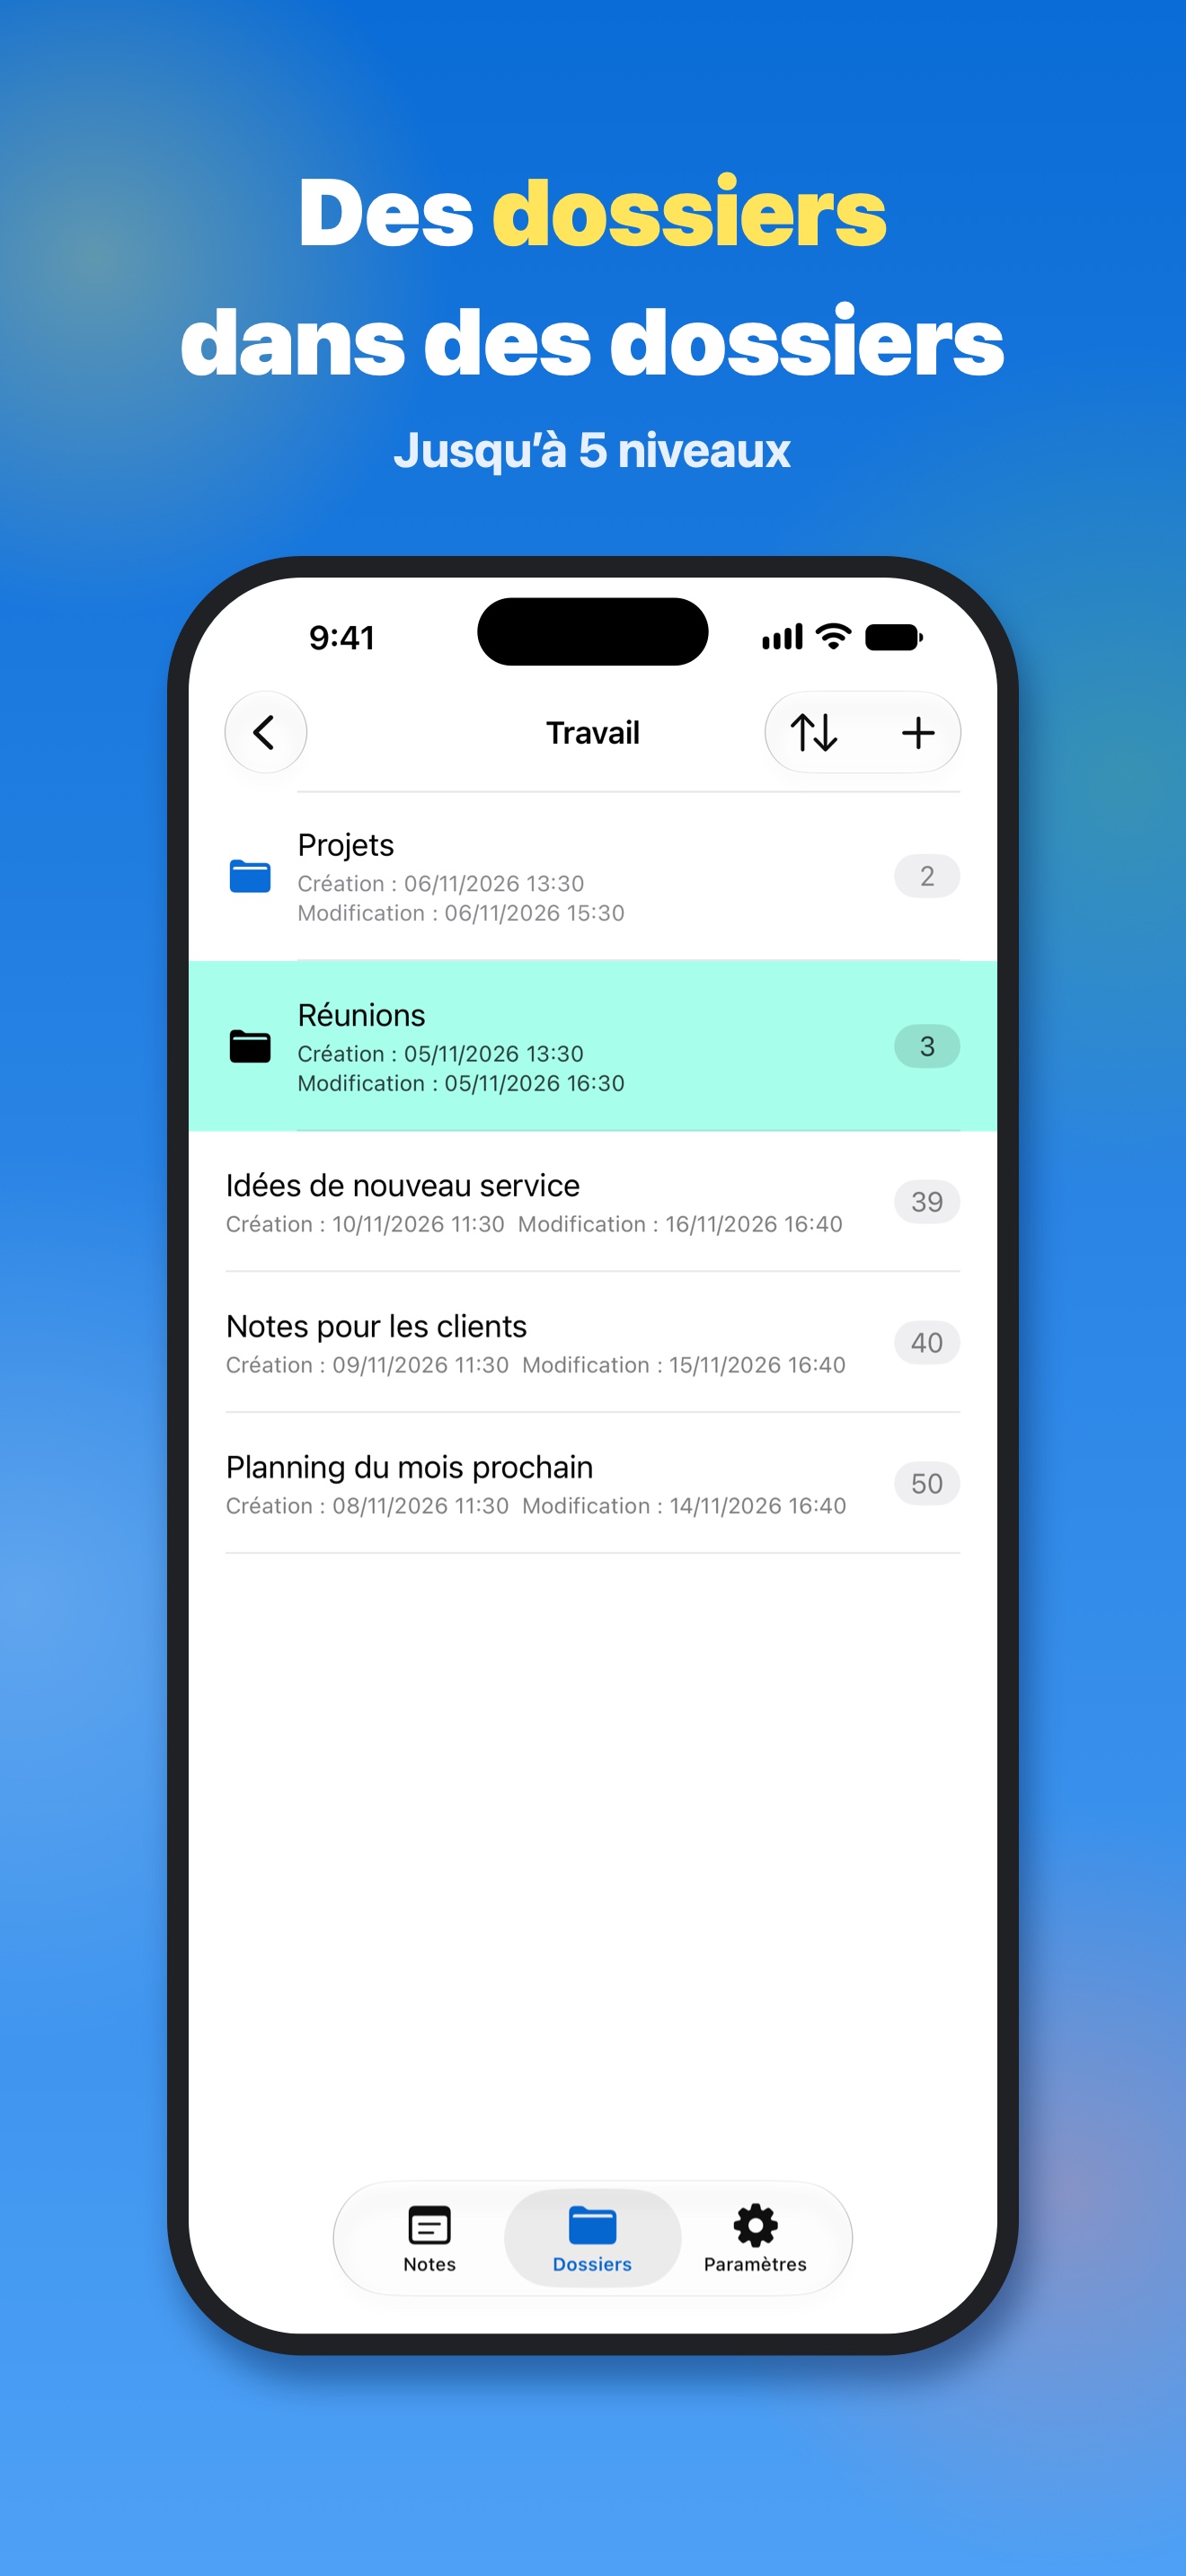 Des dossiers
dans des dossiers
Jusqu’à 5 niveaux
9:41
Travail
Projets
Création : 06/11/2026 13:30
Modification : 06/11/2026 15:30
2
Réunions
Création : 05/11/2026 13:30
Modification : 05/11/2026 16:30
3
Idées de nouveau service
Création : 10/11/2026 11:30 Modification : 16/11/2026 16:40
39
Notes pour les clients
Création : 09/11/2026 11:30 Modification : 15/11/2026 16:40
40
Planning du mois prochain
Création : 08/11/2026 11:30 Modification : 14/11/2026 16:40
50
Notes
Dossiers
Paramètres